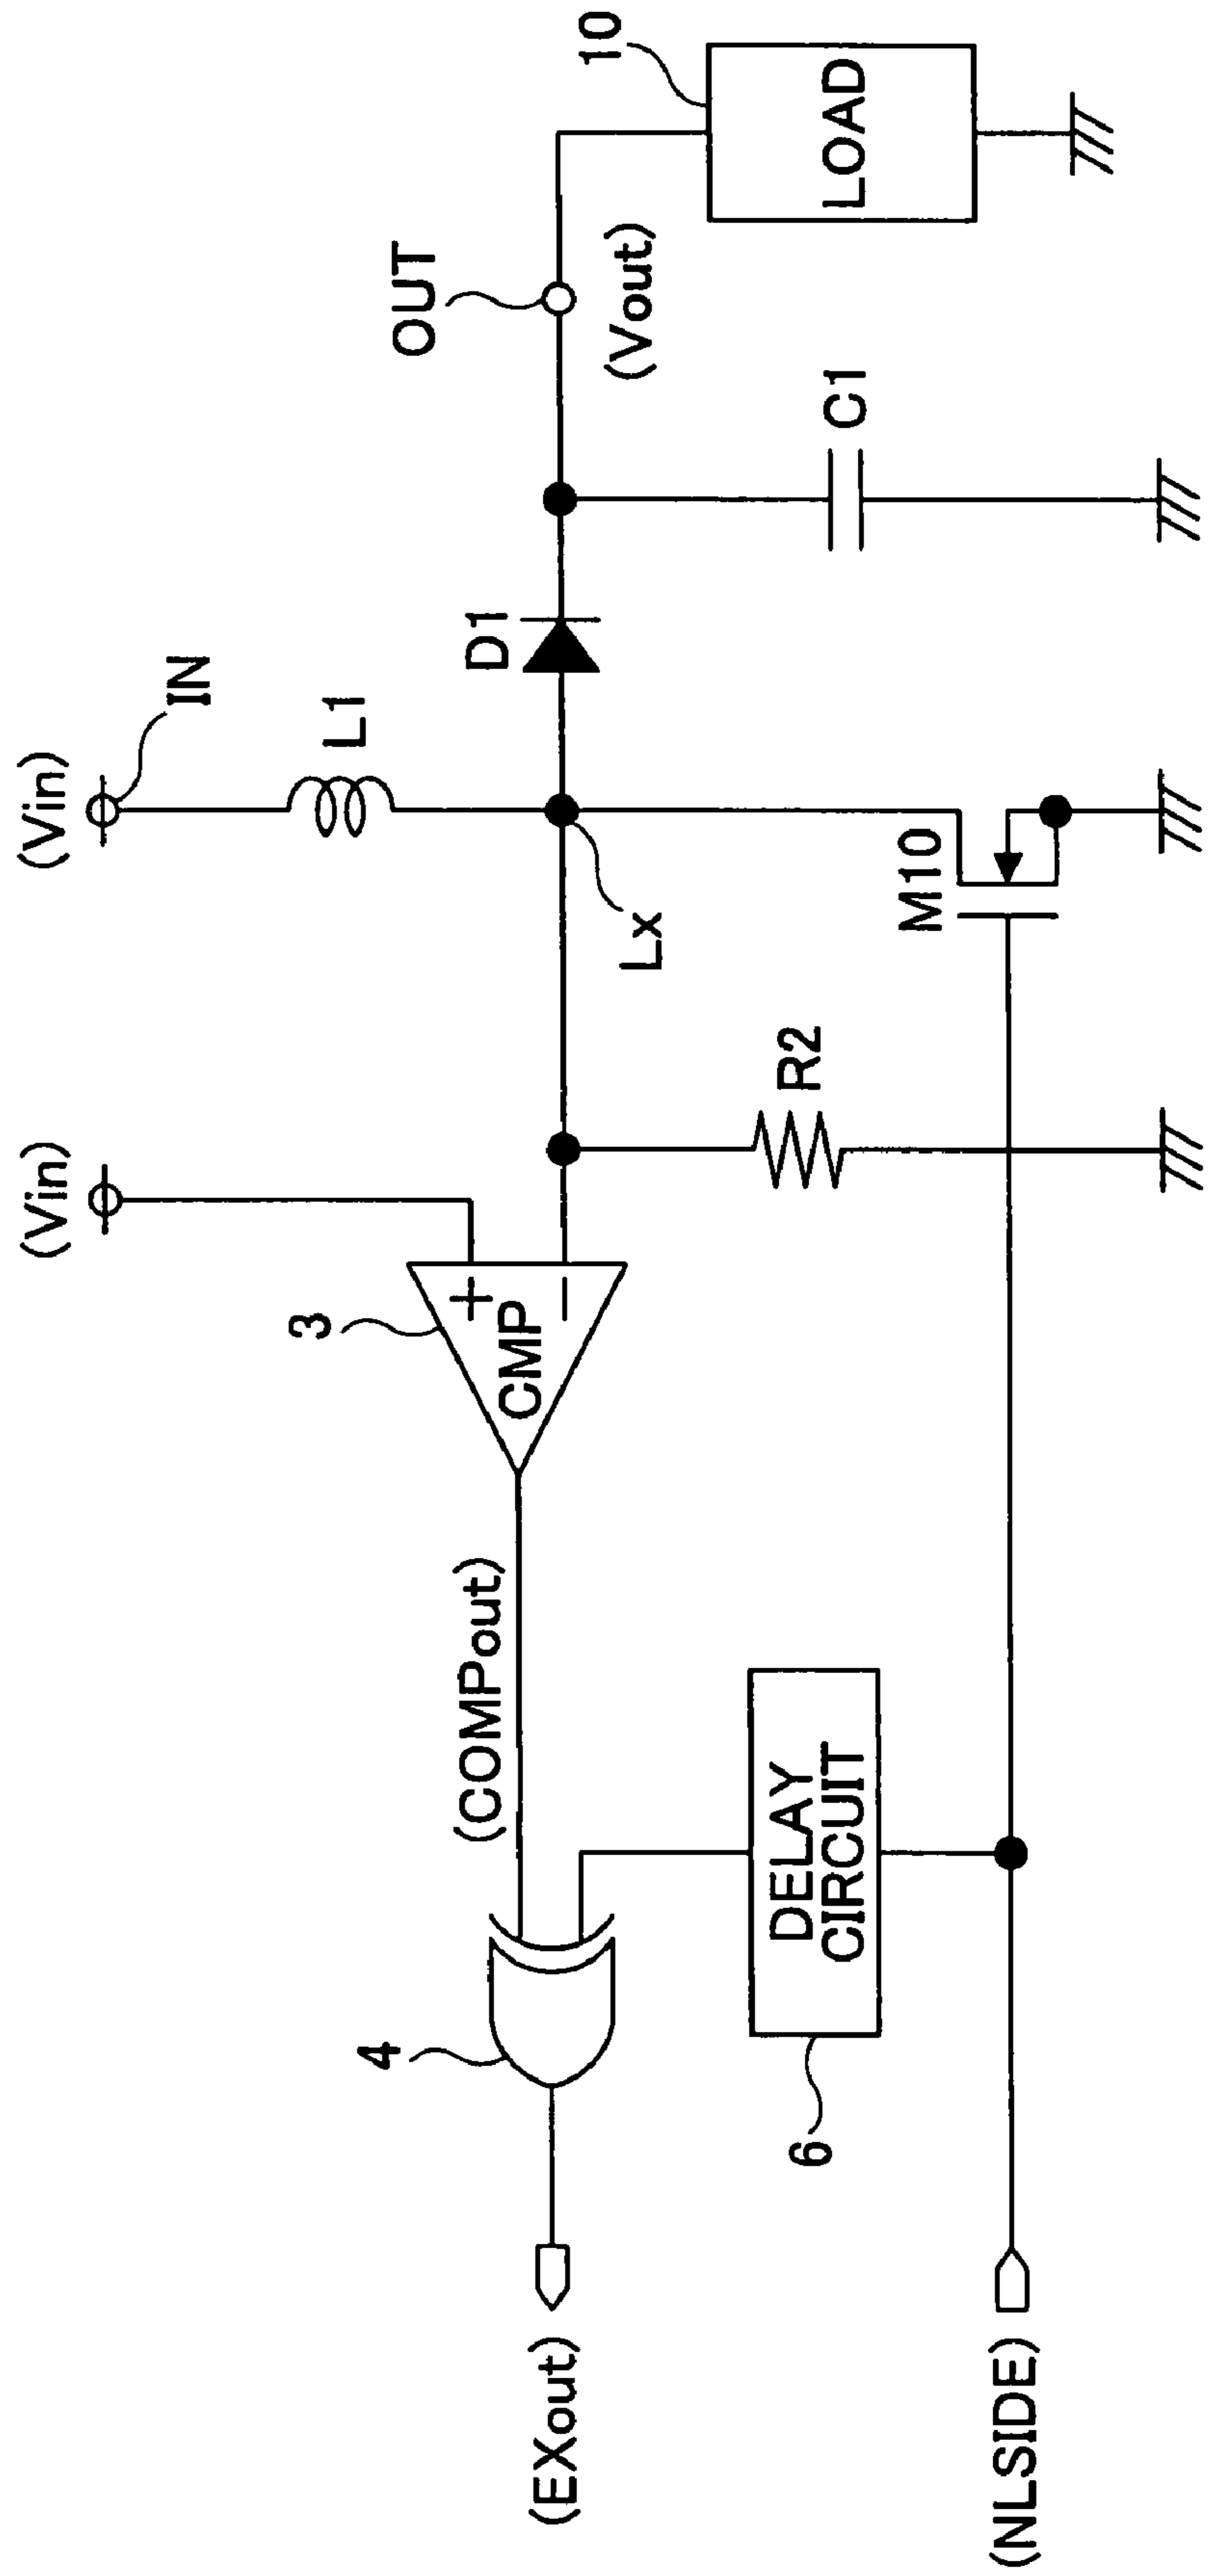 (Vin)
IN
L1
(Vin)
3
CMP
+
−
(COMPout)
4
(EXout)
Lx
D1
OUT
(Vout)
10
LOAD
C1
R2
M10
DELAY
CIRCUIT
6
(NLSIDE)